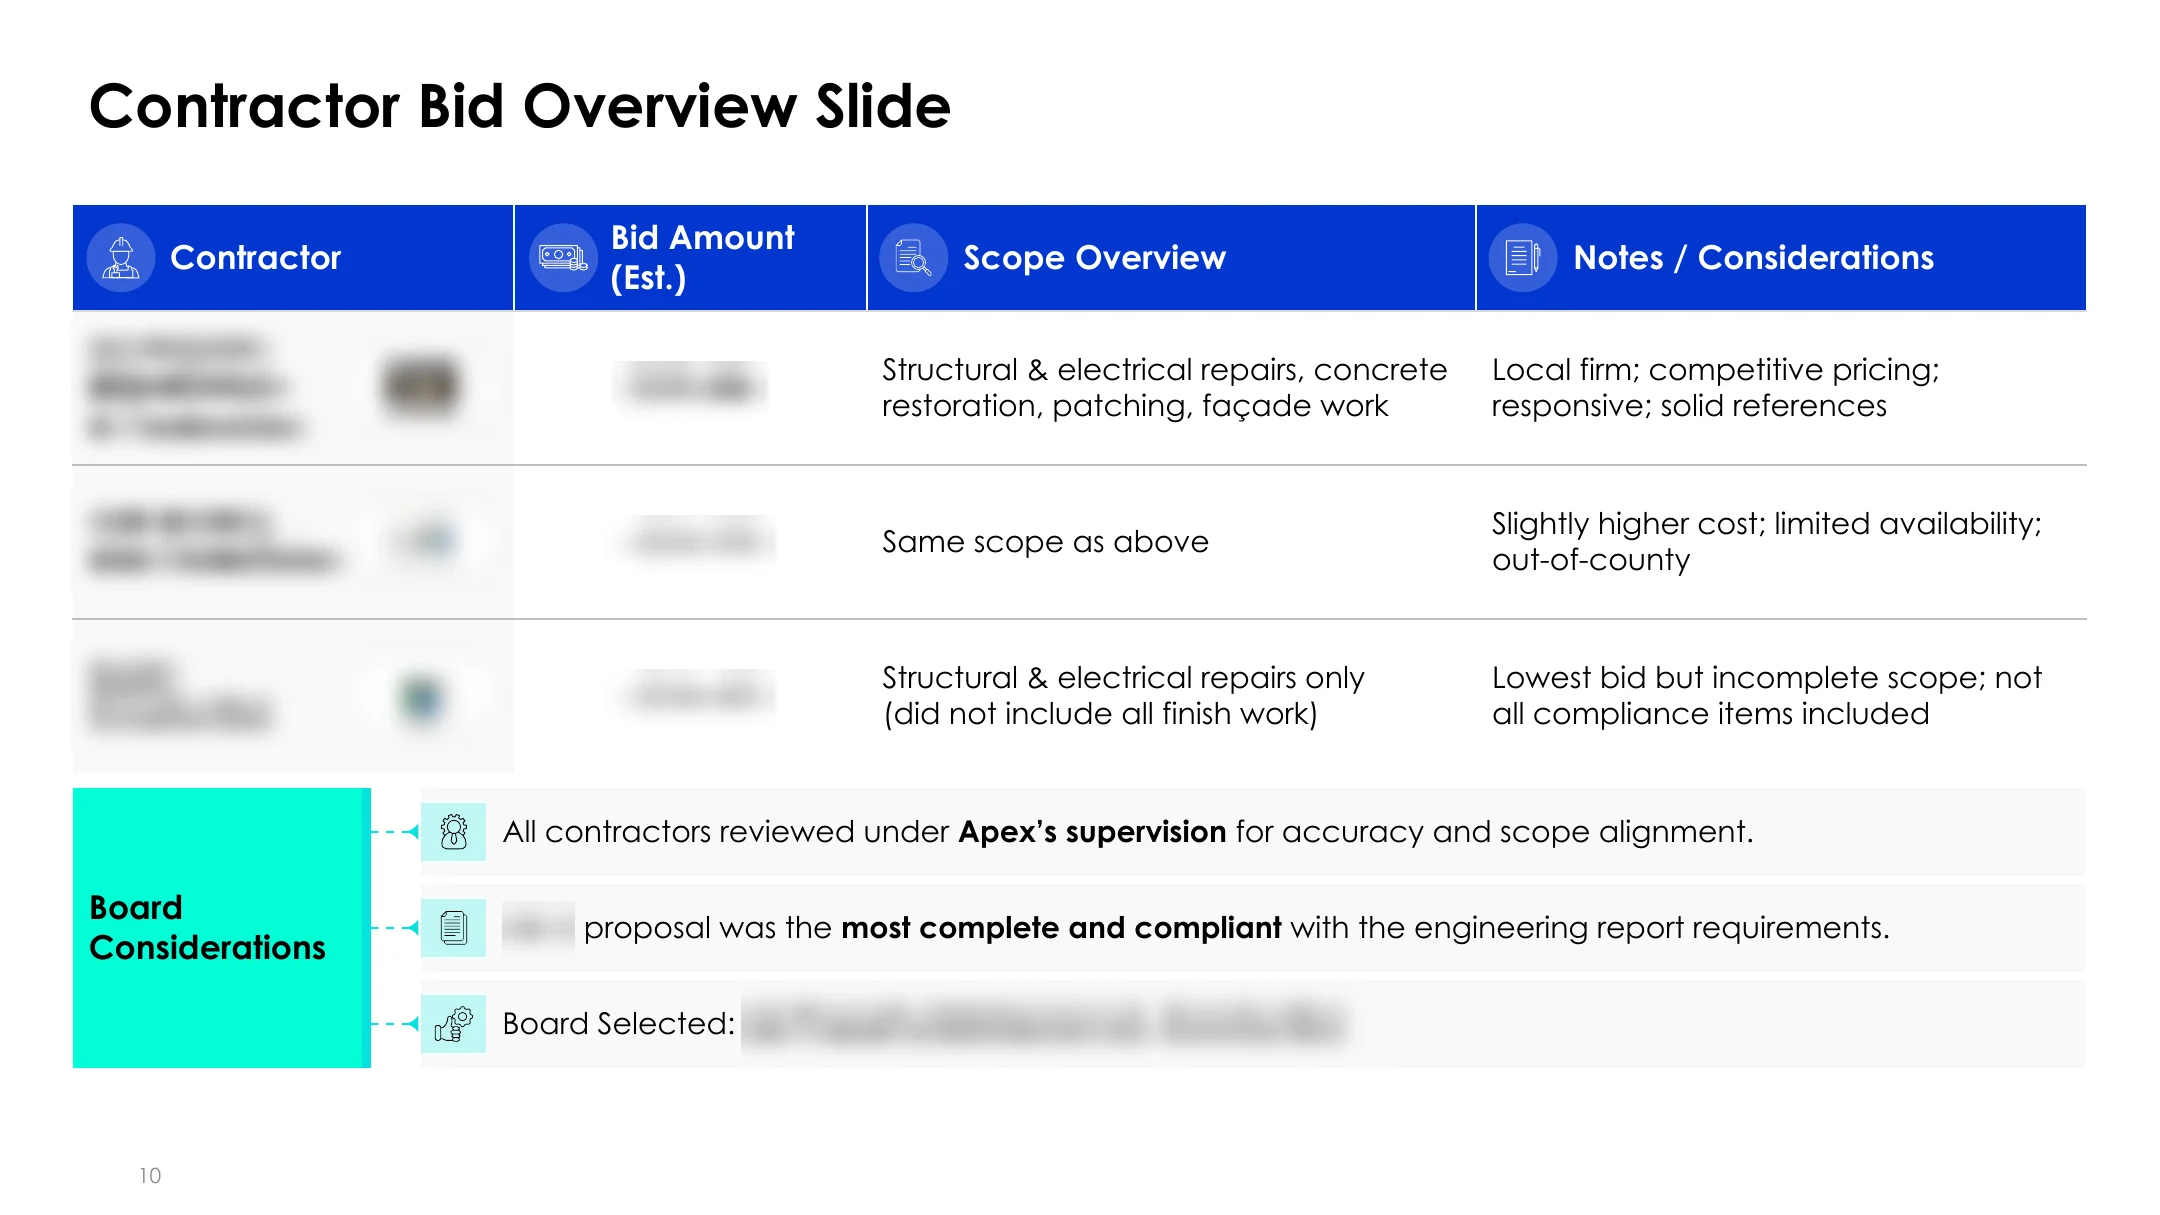 Contractor Bid Overview Slide
Contractor
Bid Amount
(Est.)
Scope Overview
Notes / Considerations
Structural & electrical repairs, concrete
restoration, patching, façade work
Local firm; competitive pricing;
responsive; solid references
Same scope as above
Slightly higher cost; limited availability;
out-of-county
Structural & electrical repairs only
(did not include all finish work)
Lowest bid but incomplete scope; not
all compliance items included
Board
Considerations
All contractors reviewed under Apex’s supervision for accuracy and scope alignment.
proposal was the most complete and compliant with the engineering report requirements.
Board Selected:
10